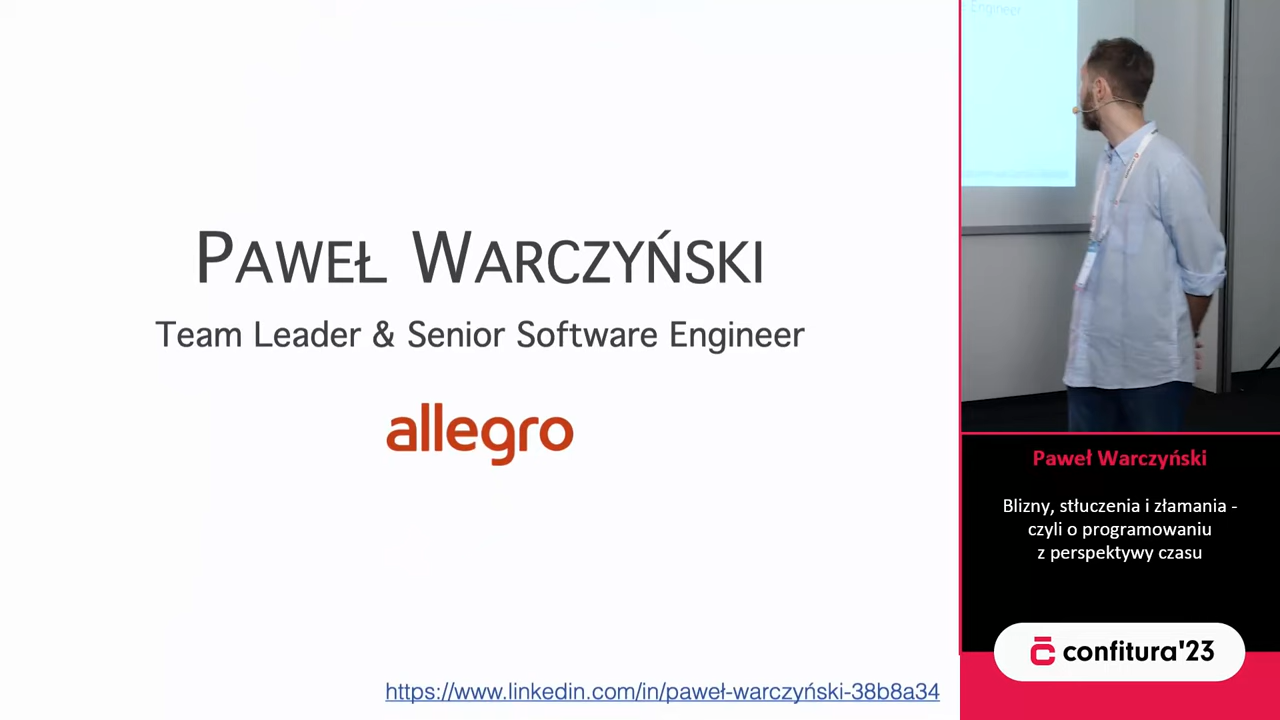 PAWEŁ WARCZYŃSKI
Team Leader & Senior Software Engineer
allegro
https://www.linkedin.com/in/paweł-warczyński-38b8a34
Engineer
Paweł Warczyński
Blizny, stłuczenia i złamania -
czyli o programowaniu
z perspektywy czasu
confitura'23